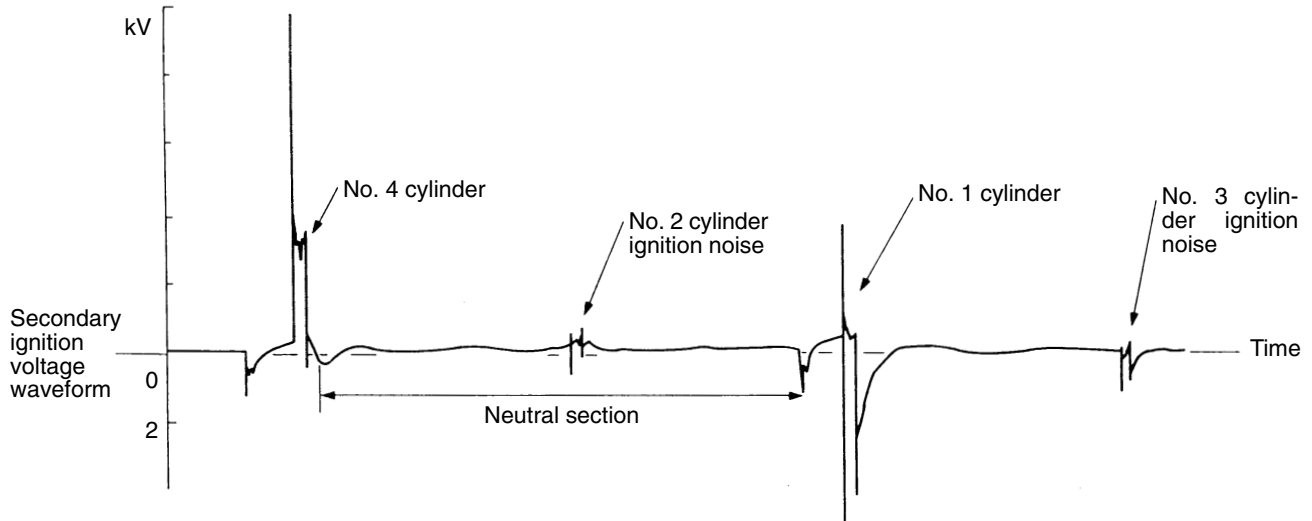 kV
No. 4 cylinder
No. 2 cylinder
ignition noise
No. 1 cylinder
No. 3 cylin-
der ignition
noise
Secondary
ignition
voltage
waveform
0
2
Neutral section
Time